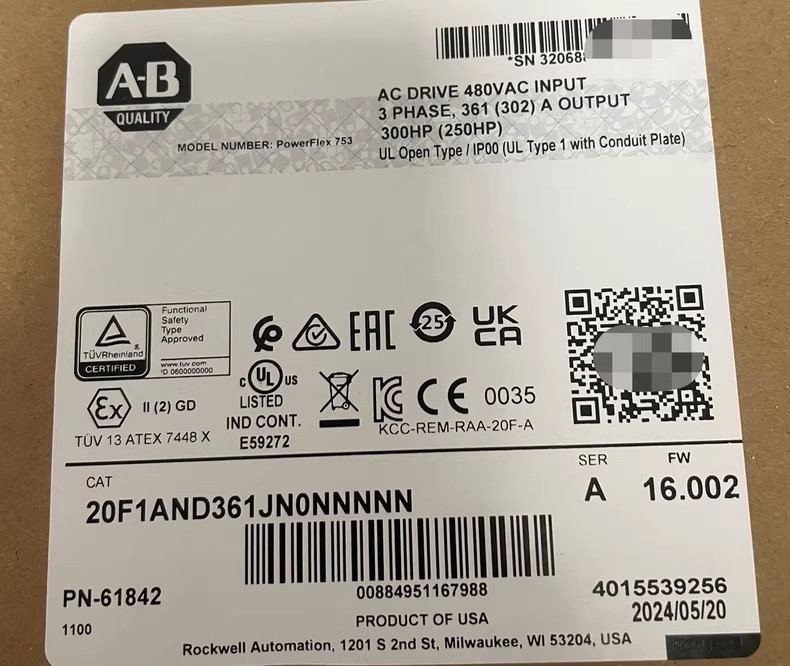 *SN 32068
A-B
QUALITY
MODEL NUMBER: PowerFlex 753
AC DRIVE 480VAC INPUT
3 PHASE, 361 (302) A OUTPUT
300HP (250HP)
UL Open Type / IP00 (UL Type 1 with Conduit Plate)
TÜVRheinland
CERTIFIED
Functional
Safety
Type
Approved
www.tuv.com
ID 0600000000
EAC
25
UK
CA
C UL US
LISTED
IND CONT.
E59272
Ex
II (2) GD
TÜV 13 ATEX 7448 X
CE 0035
KCC-REM-RAA-20F-A
CAT
20F1AND361JN0NNNNN
SER
A
FW
16.002
00884951167988
PN-61842
1100
4015539256
2024/05/20
PRODUCT OF USA
Rockwell Automation, 1201 S 2nd St, Milwaukee, WI 53204, USA